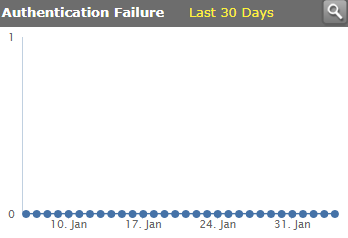 Authentication Failure Last 30 Days
1
0
10. Jan 17. Jan 24. Jan 31. Jan